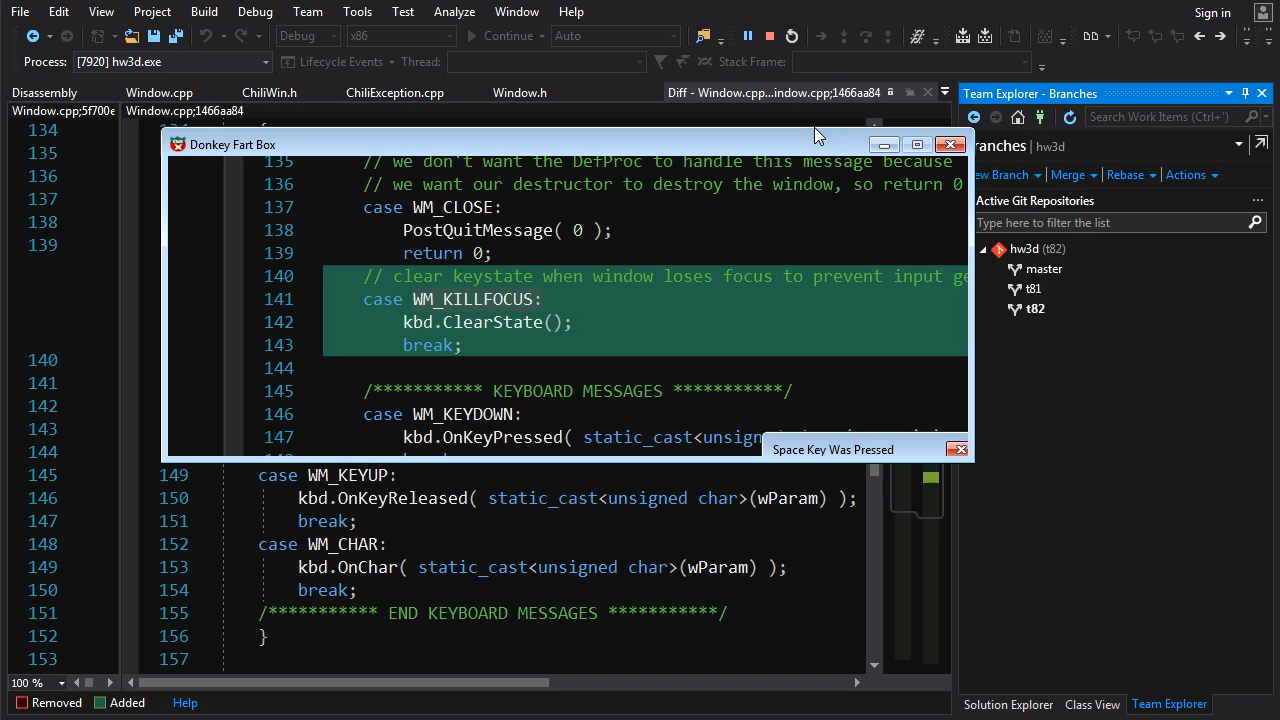 File Edit View Project Build Debug Team Tools Test Analyze Window Help Sign in
Debug x86 Continue Auto
Process: [7920] hw3d.exe Lifecycle Events Thread: Stack Frame:
Disassembly Window.cpp ChiliWin.h ChiliException.cpp Window.h Diff - Window.cpp...indow.cpp;1466aa84
Window.cpp;5f700e Window.cpp;1466aa84
134
135
136
137
138
139
140
141
142
143
144
145
146
147
148
149
150
151
152
153
Donkey Fart Box
135 // we don't want the DefProc to handle this message because
136 // we want our destructor to destroy the window, so return 0
137 case WM_CLOSE:
138 PostQuitMessage( 0 );
139 return 0;
140 // clear keystate when window loses focus to prevent input ge
141 case WM_KILLFOCUS:
142 kbd.ClearState();
143 break;
144
145 /*********** KEYBOARD MESSAGES ***********/
146 case WM_KEYDOWN:
147 kbd.OnKeyPressed( static_cast<unsign
Space Key Was Pressed
149 case WM_KEYUP:
150 kbd.OnKeyReleased( static_cast<unsigned char>(wParam) );
151 break;
152 case WM_CHAR:
153 kbd.OnChar( static_cast<unsigned char>(wParam) );
154 break;
155 /*********** END KEYBOARD MESSAGES ***********/
156 }
157
100 %
Removed Added Help
Team Explorer - Branches
Search Work Items (Ctrl+')
ranches | hw3d
ew Branch Merge Rebase Actions
Active Git Repositories
Type here to filter the list
hw3d (t82)
master
t81
t82
Solution Explorer Class View Team Explorer